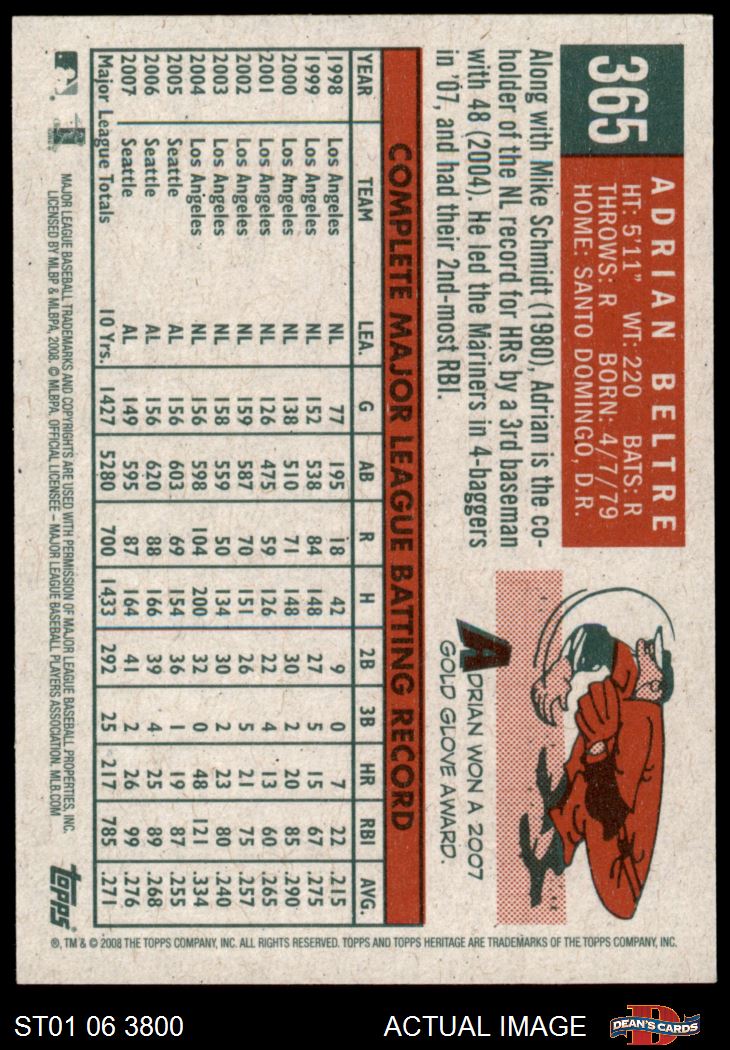 365
ADRIAN BELTRE
HT: 5'11" WT: 220 BATS: R
THROWS: R BORN: 4/7/79
HOME: SANTO DOMINGO, D.R.
Along with Mike Schmidt (1980), Adrian is the co-
holder of the NL record for HRs by a 3rd baseman
with 48 (2004). He led the Mariners in 4-baggers
in '07, and had their 2nd-most RBI.
ADRIAN WON A 2007
GOLD GLOVE AWARD.
COMPLETE MAJOR LEAGUE BATTING RECORD
YEAR TEAM LEA. G AB R H 2B 3B HR RBI AVG.
1998 Los Angeles NL 77 195 18 42 9 0 7 22 .215
1999 Los Angeles NL 152 538 84 148 27 5 15 67 .275
2000 Los Angeles NL 138 510 71 148 30 2 20 85 .290
2001 Los Angeles NL 126 475 59 126 22 4 13 60 .265
2002 Los Angeles NL 159 587 70 151 26 5 21 75 .257
2003 Los Angeles NL 158 559 50 134 30 2 23 80 .240
2004 Los Angeles NL 156 598 104 200 32 0 48 121 .334
2005 Seattle AL 156 603 69 154 36 1 19 87 .255
2006 Seattle AL 156 620 88 166 39 4 25 89 .268
2007 Seattle AL 149 595 87 164 41 2 26 99 .276
Major League Totals 10 Yrs. 1427 5280 700 1433 292 25 217 785 .271
MAJOR LEAGUE BASEBALL TRADEMARKS AND COPYRIGHTS ARE USED WITH PERMISSION OF MAJOR LEAGUE BASEBALL PROPERTIES, INC.
LICENSED BY MLBP & MLBPA, 2008. © MLBPA. OFFICIAL LICENSEE – MAJOR LEAGUE BASEBALL PLAYERS ASSOCIATION. MLB.COM
topps
®, TM & © 2008 THE TOPPS COMPANY, INC. ALL RIGHTS RESERVED. TOPPS AND TOPPS HERITAGE ARE TRADEMARKS OF THE TOPPS COMPANY, INC.
ST01 06 3800
ACTUAL IMAGE
DEAN'S CARDS